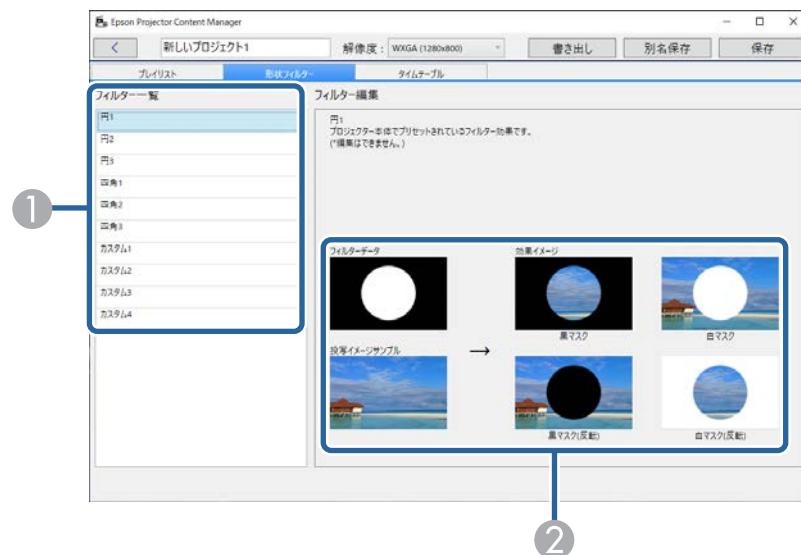 Epson Projector Content Manager
新しいプロジェクト1
解像度： WXGA (1280x800)
書き出し
別名保存
保存
プレイリスト
形状フィルター
タイムテーブル
フィルター一覧
円1
円2
円3
四角1
四角2
四角3
カスタム1
カスタム2
カスタム3
カスタム4
フィルター編集
円1
プロジェクター本体でプリセットされているフィルター効果です。
(*編集はできません。)
フィルターデータ
効果イメージ
黒マスク
白マスク
投写イメージサンプル
→
黒マスク(反転)
白マスク(反転)
1
2